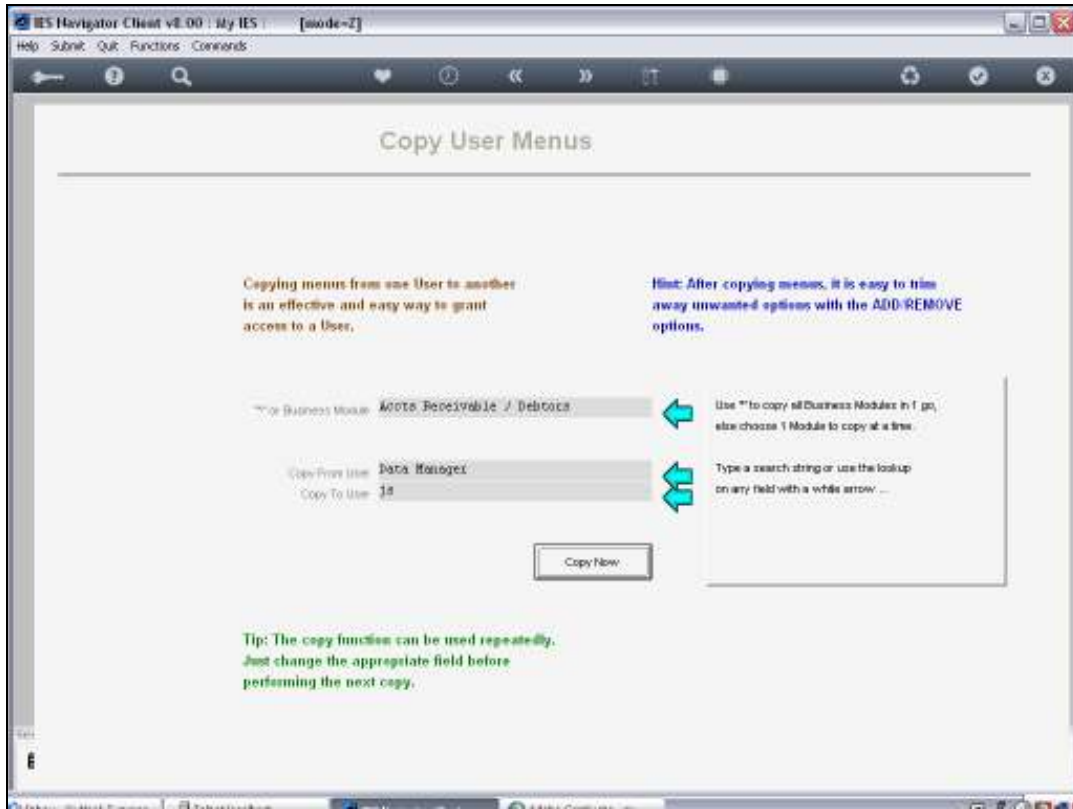 IES Navigator Client v8.00 : My IES : [mode=Z]
Help Submit Quit Functions Commands
Copy User Menus
Copying menus from one User to another
is an effective and easy way to grant
access to a User.
Hint: After copying menus, it is easy to trim
away unwanted options with the ADD/REMOVE
options.
'*' or Business Module Accts Receivable / Debtors
Use '*' to copy all Business Modules in 1 go,
else choose 1 Module to copy at a time.
Copy From User Data Manager
Copy To User
Type a search string or use the lookup
on any field with a white arrow ...
Copy Now
Tip: The copy function can be used repeatedly.
Just change the appropriate field before
performing the next copy.